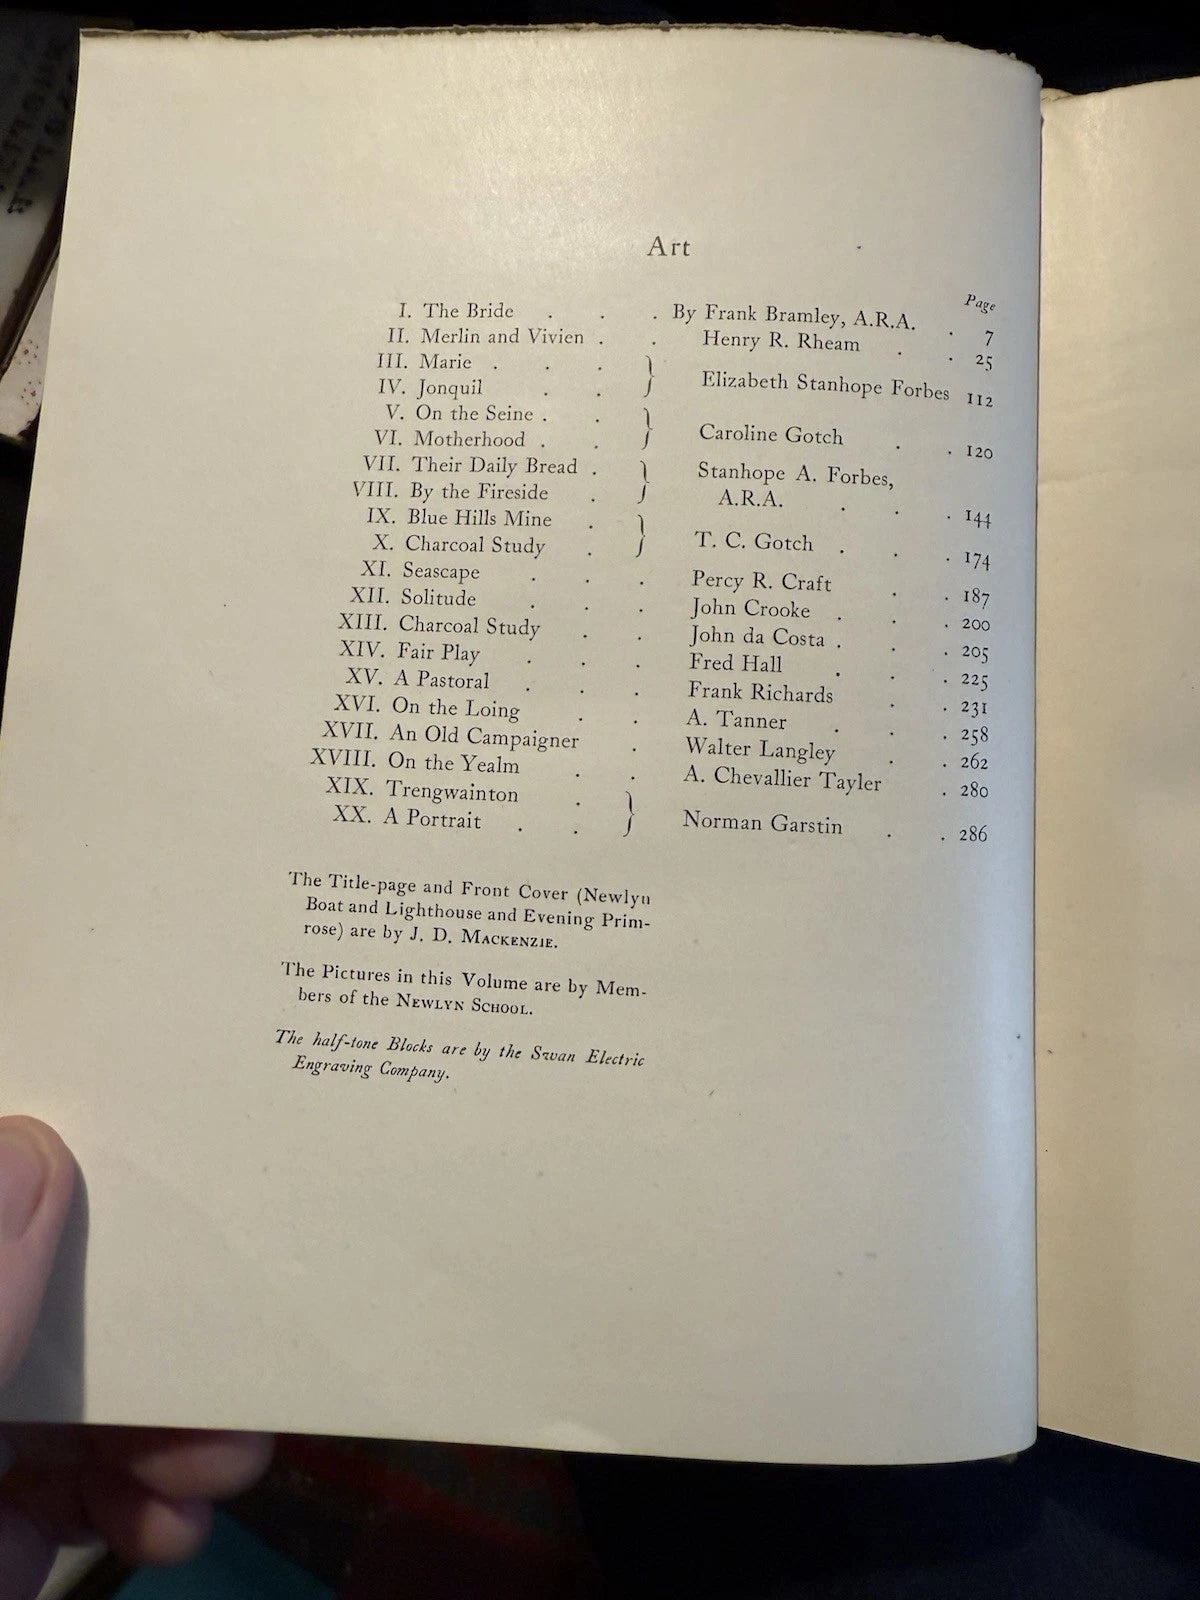 Art
Page
I. The Bride . . . By Frank Bramley, A.R.A. . 7
II. Merlin and Vivien . . Henry R. Rheam . . 25
III. Marie . . .
IV. Jonquil . . } Elizabeth Stanhope Forbes 112
V. On the Seine . .
VI. Motherhood . . } Caroline Gotch . . 120
VII. Their Daily Bread . } Stanhope A. Forbes,
VIII. By the Fireside . A.R.A. . . . 144
IX. Blue Hills Mine .
X. Charcoal Study . } T. C. Gotch . . . 174
XI. Seascape . . . Percy R. Craft . . 187
XII. Solitude . . . John Crooke . . . 200
XIII. Charcoal Study . . John da Costa . . . 205
XIV. Fair Play . . . Fred Hall . . . 225
XV. A Pastoral . . . Frank Richards . . 231
XVI. On the Loing . . A. Tanner . . . 258
XVII. An Old Campaigner . Walter Langley . . 262
XVIII. On the Yealm . . A. Chevallier Tayler . 280
XIX. Trengwainton .
XX. A Portrait . . } Norman Garstin . . 286
The Title-page and Front Cover (Newlyn
Boat and Lighthouse and Evening Prim-
rose) are by J. D. Mackenzie.
The Pictures in this Volume are by Mem-
bers of the Newlyn School.
The half-tone Blocks are by the Swan Electric
Engraving Company.